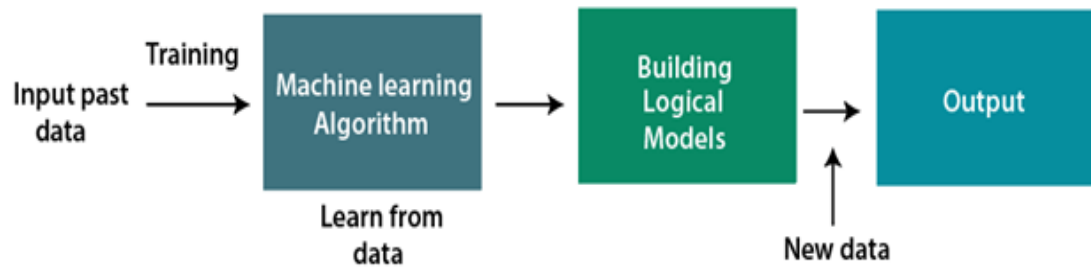 Input past
data
Training
Machine learning
Algorithm
Learn from
data
Building
Logical
Models
New data
Output